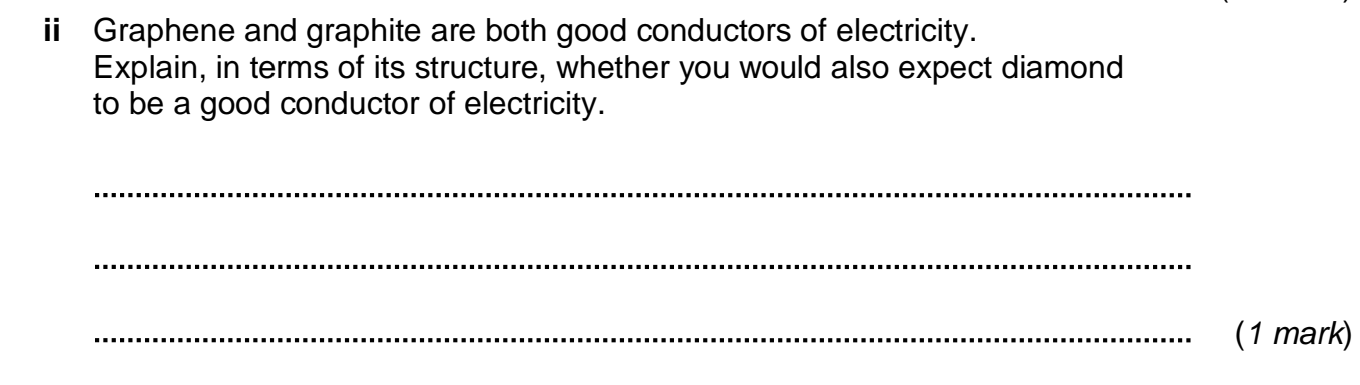 ii Graphene and graphite are both good conductors of electricity.
Explain, in terms of its structure, whether you would also expect diamond
to be a good conductor of electricity.
(1 mark)